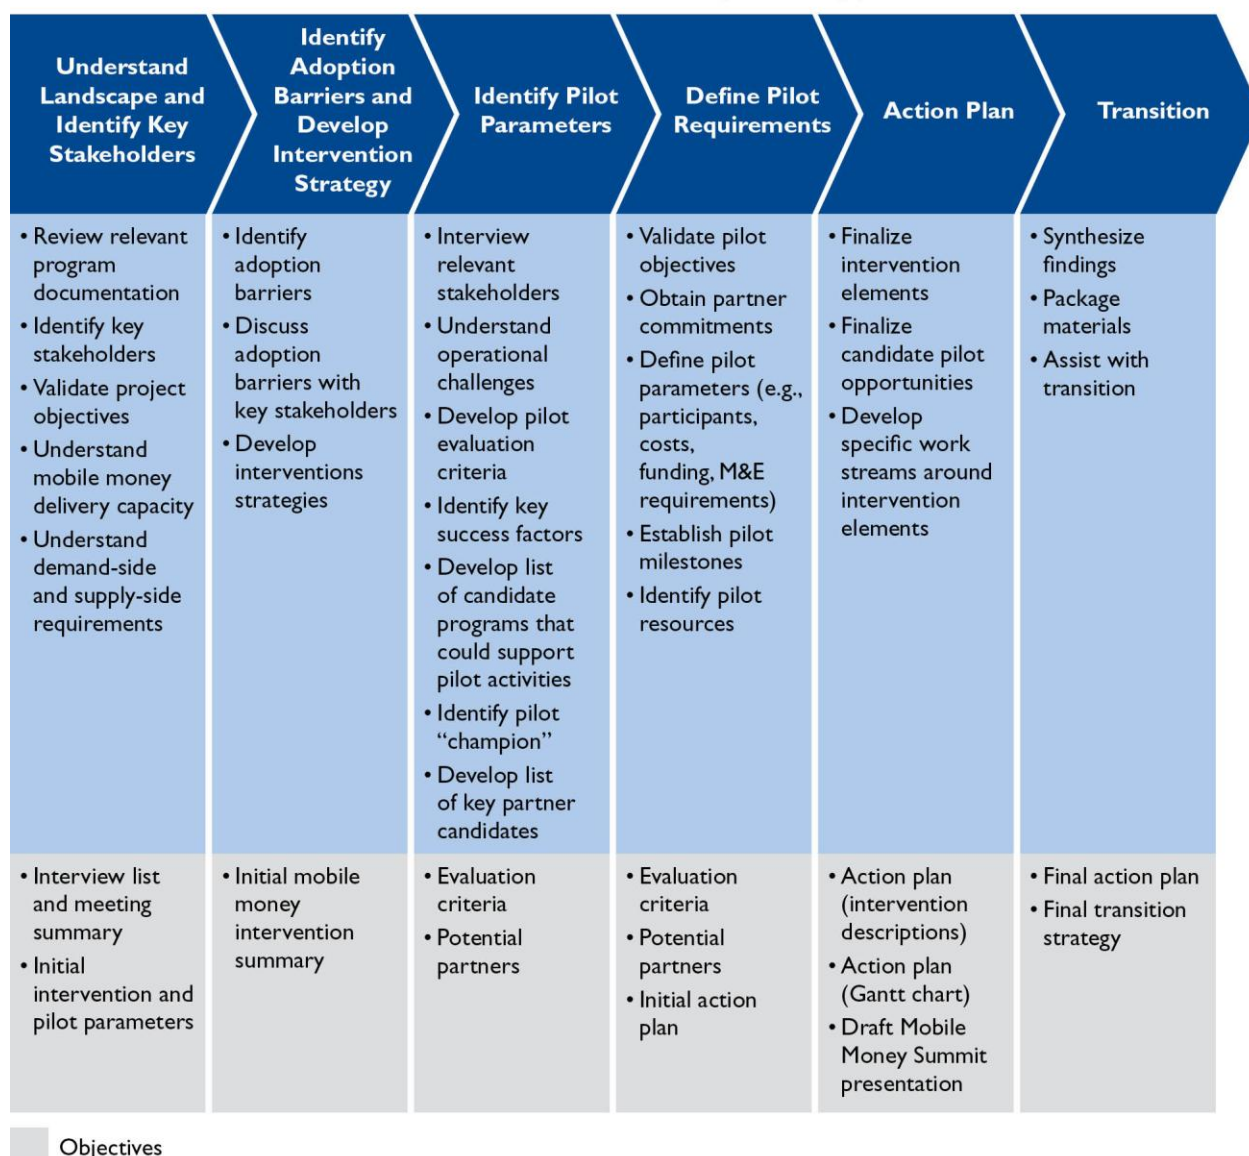 Understand
Landscape and
Identify Key
Stakeholders
Identify
Adoption
Barriers and
Develop
Intervention
Strategy
Identify Pilot
Parameters
Define Pilot
Requirements
Action Plan
Transition
• Review relevant
program
documentation
• Identify key
stakeholders
• Validate project
objectives
• Understand
mobile money
delivery capacity
• Understand
demand-side
and supply-side
requirements
• Identify
adoption
barriers
• Discuss
adoption
barriers with
key stakeholders
• Develop
interventions
strategies
• Interview
relevant
stakeholders
• Understand
operational
challenges
• Develop pilot
evaluation
criteria
• Identify key
success factors
• Develop list
of candidate
programs that
could support
pilot activities
• Identify pilot
“champion”
• Develop list
of key partner
candidates
• Validate pilot
objectives
• Obtain partner
commitments
• Define pilot
parameters (e.g.,
participants,
costs,
funding, M&E
requirements)
• Establish pilot
milestones
• Identify pilot
resources
• Finalize
intervention
elements
• Finalize
candidate pilot
opportunities
• Develop
specific work
streams around
intervention
elements
• Synthesize
findings
• Package
materials
• Assist with
transition
• Interview list
and meeting
summary
• Initial
intervention and
pilot parameters
• Initial mobile
money
intervention
summary
• Evaluation
criteria
• Potential
partners
• Evaluation
criteria
• Potential
partners
• Initial action
plan
• Action plan
(intervention
descriptions)
• Action plan
(Gantt chart)
• Draft Mobile
Money Summit
presentation
• Final action plan
• Final transition
strategy
Objectives